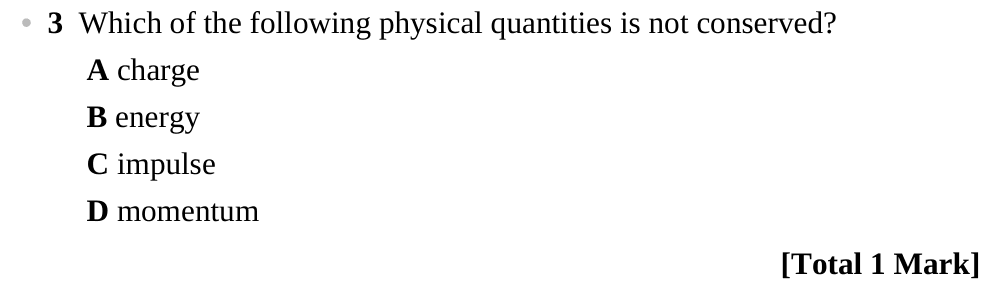 • 3 Which of the following physical quantities is not conserved?
A charge
B energy
C impulse
D momentum
[Total 1 Mark]